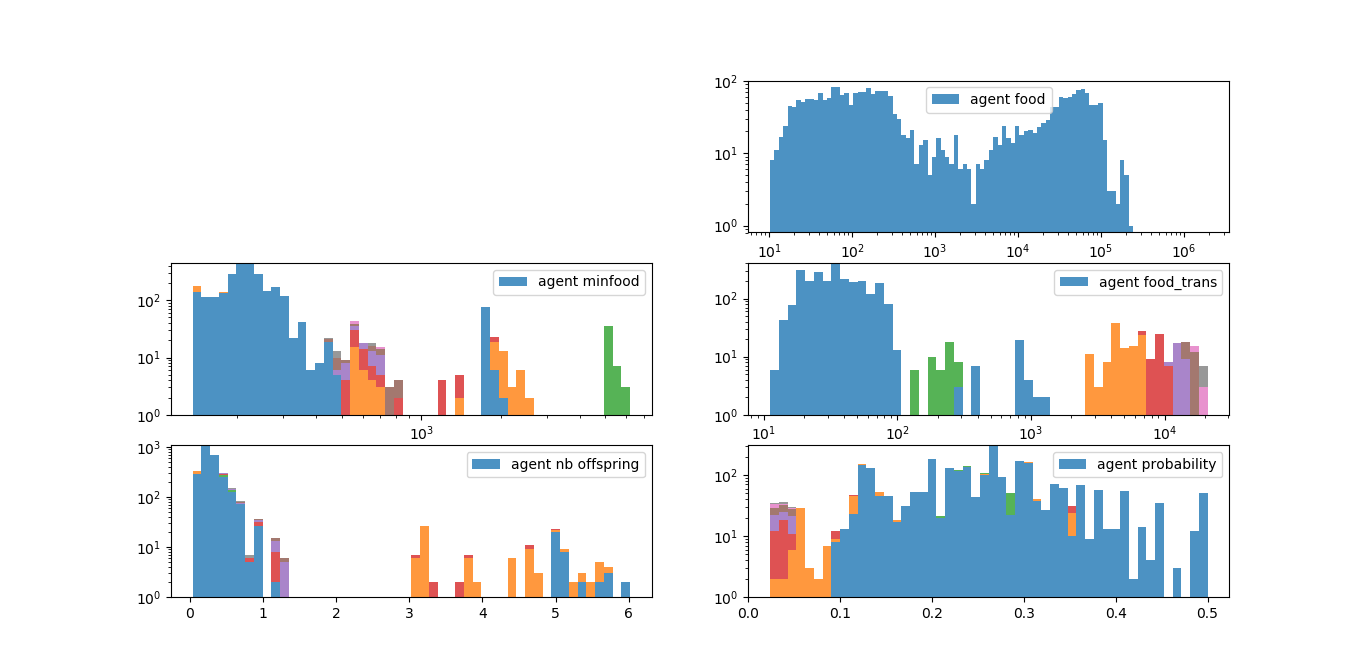 agent food
10²
10¹
10⁰
10¹ 10² 10³ 10⁴ 10⁵ 10⁶
agent minfood
10²
10¹
10⁰
10³
agent food_trans
10²
10¹
10⁰
10¹ 10² 10³ 10⁴
agent nb offspring
10³
10²
10¹
10⁰
0 1 2 3 4 5 6
agent probability
10²
10¹
10⁰
0.0 0.1 0.2 0.3 0.4 0.5